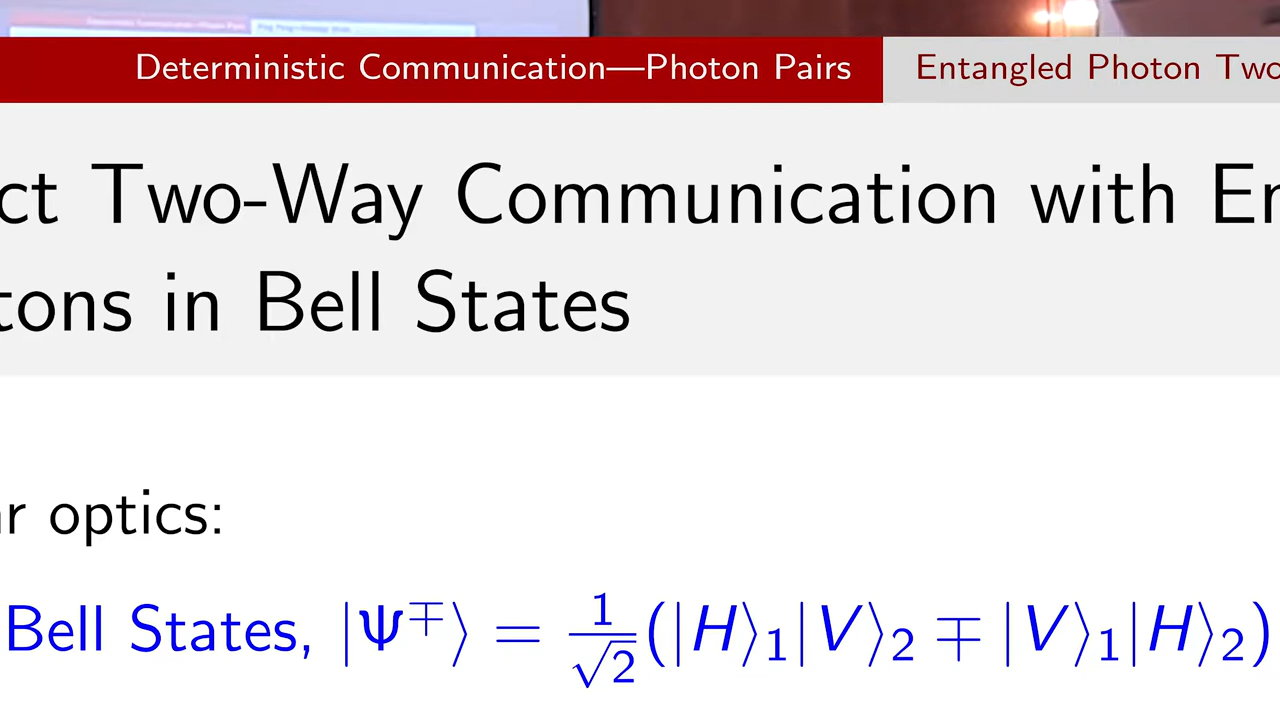 Deterministic Communication—Photon Pairs Entangled Photon Two
ct Two-Way Communication with En
tons in Bell States
ar optics:
Bell States, |Ψ∓⟩ = 1/√2(|H⟩1|V⟩2 ∓ |V⟩1|H⟩2)